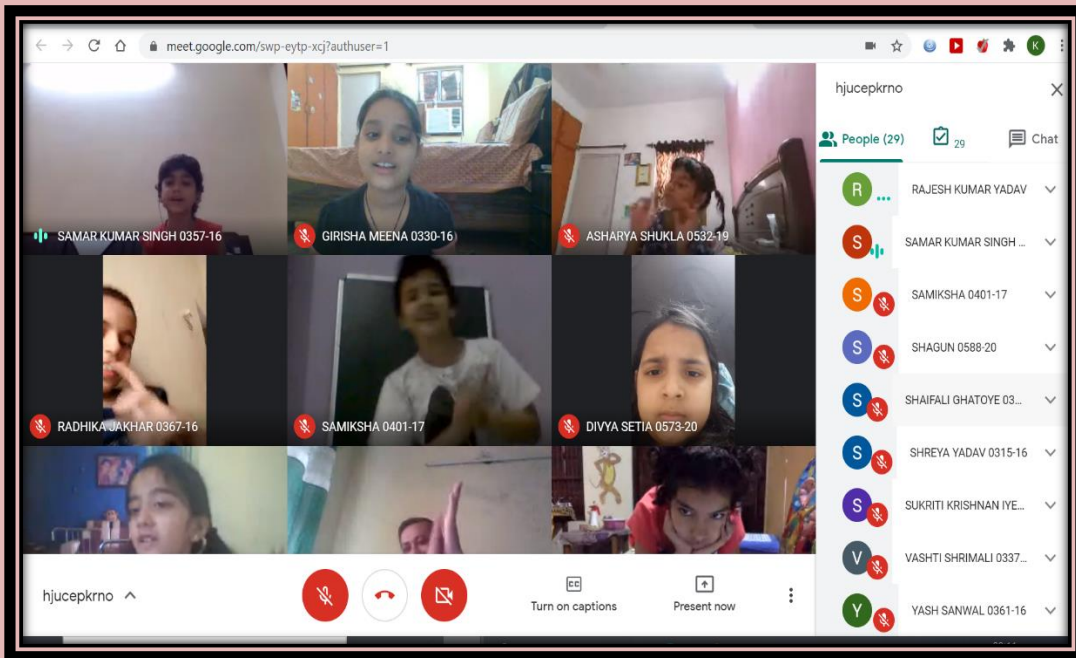 meet.google.com/swp-eytp-xcj?authuser=1
K
SAMAR KUMAR SINGH 0357-16
GIRISHA MEENA 0330-16
ASHARYA SHUKLA 0532-19
RADHIKA JAKHAR 0367-16
SAMIKSHA 0401-17
DIVYA SETIA 0573-20
hjucepkrno
People (29)
29
Chat
R
RAJESH KUMAR YADAV
S
SAMAR KUMAR SINGH ...
S
SAMIKSHA 0401-17
S
SHAGUN 0588-20
S
SHAIFALI GHATOYE 03...
S
SHREYA YADAV 0315-16
S
SUKRITI KRISHNAN IYE...
V
VASHTI SHRIMALI 0337...
Y
YASH SANWAL 0361-16
hjucepkrno
CC
Turn on captions
Present now